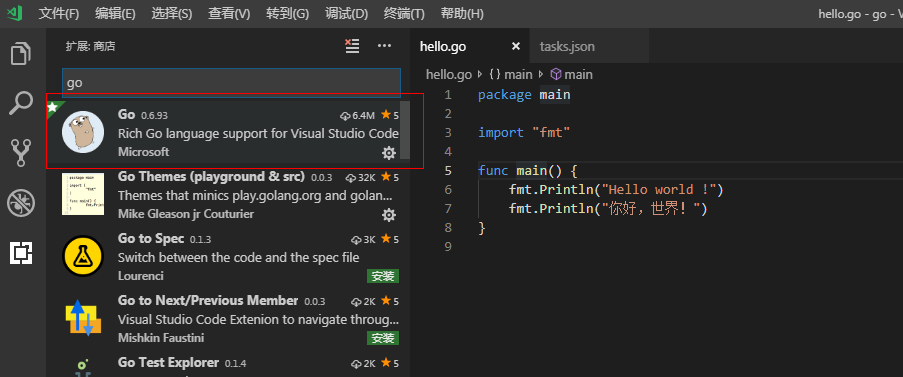 文件(F) 编辑(E) 选择(S) 查看(V) 转到(G) 调试(D) 终端(T) 帮助(H) hello.go - go - V
扩展: 商店
go
Go 0.6.93 6.4M 5
Rich Go language support for Visual Studio Code
Microsoft
Go Themes (playground & src) 0.0.3 32K 5
Themes that minics play.golang.org and golan...
Mike Gleason jr Couturier
Go to Spec 0.1.3 3K 5
Switch between the code and the spec file
Lourenci 安装
Go to Next/Previous Member 0.0.3 2K 5
Visual Studio Code Extenion to navigate throug...
Mishkin Faustini 安装
Go Test Explorer 0.1.4 2K 5
hello.go × tasks.json
hello.go › {} main › main
1 package main
2
3 import "fmt"
4
5 func main() {
6 fmt.Println("Hello world !")
7 fmt.Println("你好，世界！")
8 }
9